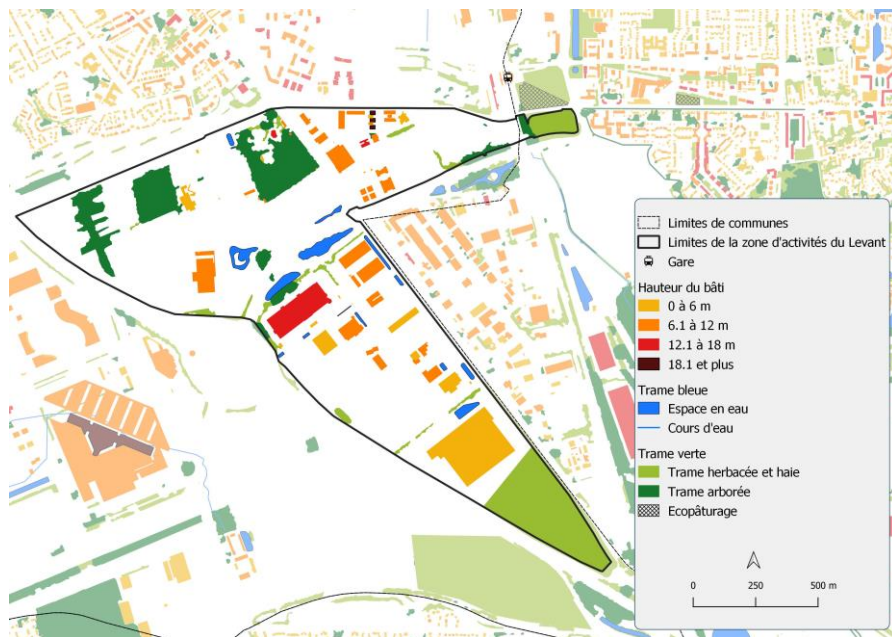 Limites de communes
Limites de la zone d'activités du Levant
Gare
Hauteur du bâti
0 à 6 m
6.1 à 12 m
12.1 à 18 m
18.1 et plus
Trame bleue
Espace en eau
Cours d'eau
Trame verte
Trame herbacée et haie
Trame arborée
Ecopâturage
0 250 500 m